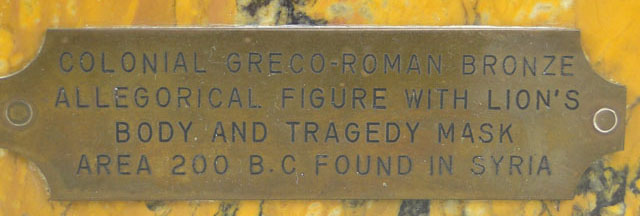 COLONIAL GRECO-ROMAN BRONZE
ALLEGORICAL FIGURE WITH LION'S
BODY AND TRAGEDY MASK
AREA 200 B.C FOUND IN SYRIA